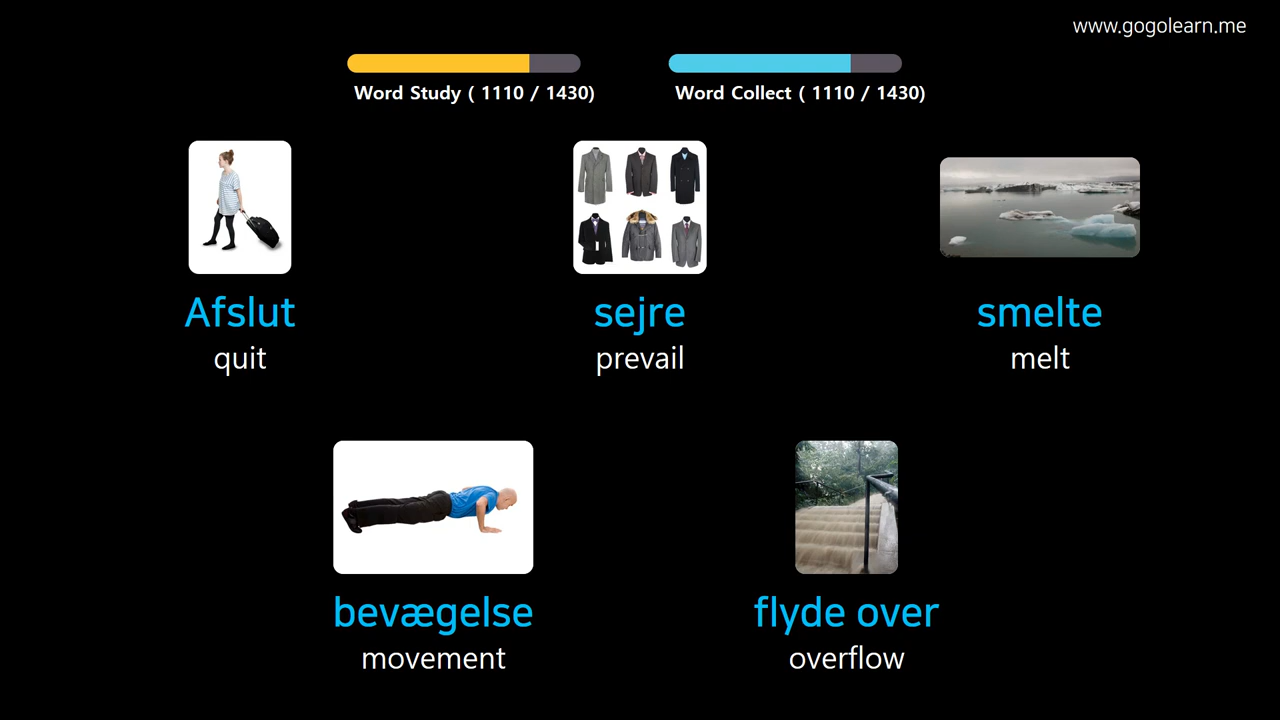 www.gogolearn.me
Word Study ( 1110 / 1430)
Word Collect ( 1110 / 1430)
Afslut
quit
sejre
prevail
smelte
melt
bevægelse
movement
flyde over
overflow